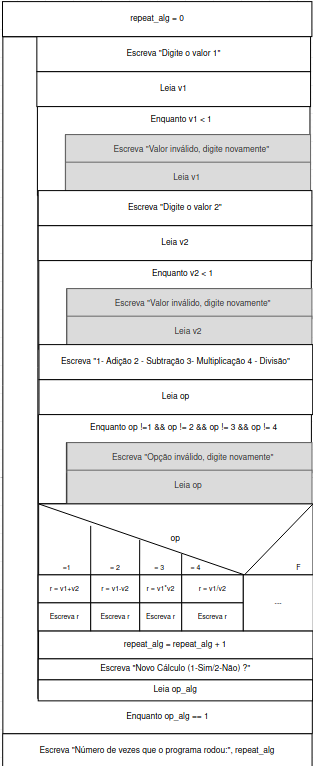 repeat_alg = 0
Escreva "Digite o valor 1"
Leia v1
Enquanto v1 < 1
Escreva "Valor inválido, digite novamente"
Leia v1
Escreva "Digite o valor 2"
Leia v2
Enquanto v2 < 1
Escreva "Valor inválido, digite novamente"
Leia v2
Escreva "1- Adição 2 - Subtração 3- Multiplicação 4 - Divisão"
Leia op
Enquanto op !=1 && op != 2 && op != 3 && op != 4
Escreva "Opção inválido, digite novamente"
Leia op
op
=1 = 2 = 3 = 4 F
r = v1+v2 r = v1-v2 r = v1*v2 r = v1/v2 ...
Escreva r Escreva r Escreva r Escreva r
repeat_alg = repeat_alg + 1
Escreva "Novo Cálculo (1-Sim/2-Não) ?"
Leia op_alg
Enquanto op_alg == 1
Escreva "Número de vezes que o programa rodou:", repeat_alg